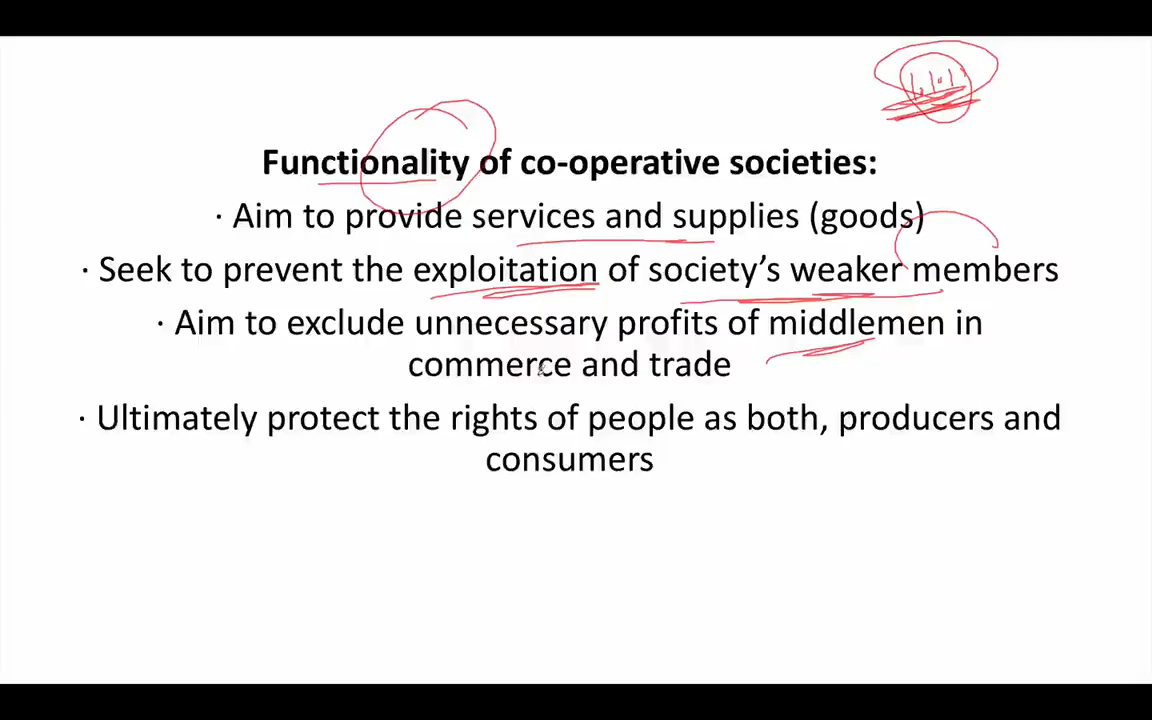 Functionality of co-operative societies:
· Aim to provide services and supplies (goods)
· Seek to prevent the exploitation of society's weaker members
· Aim to exclude unnecessary profits of middlemen in
commerce and trade
· Ultimately protect the rights of people as both, producers and
consumers